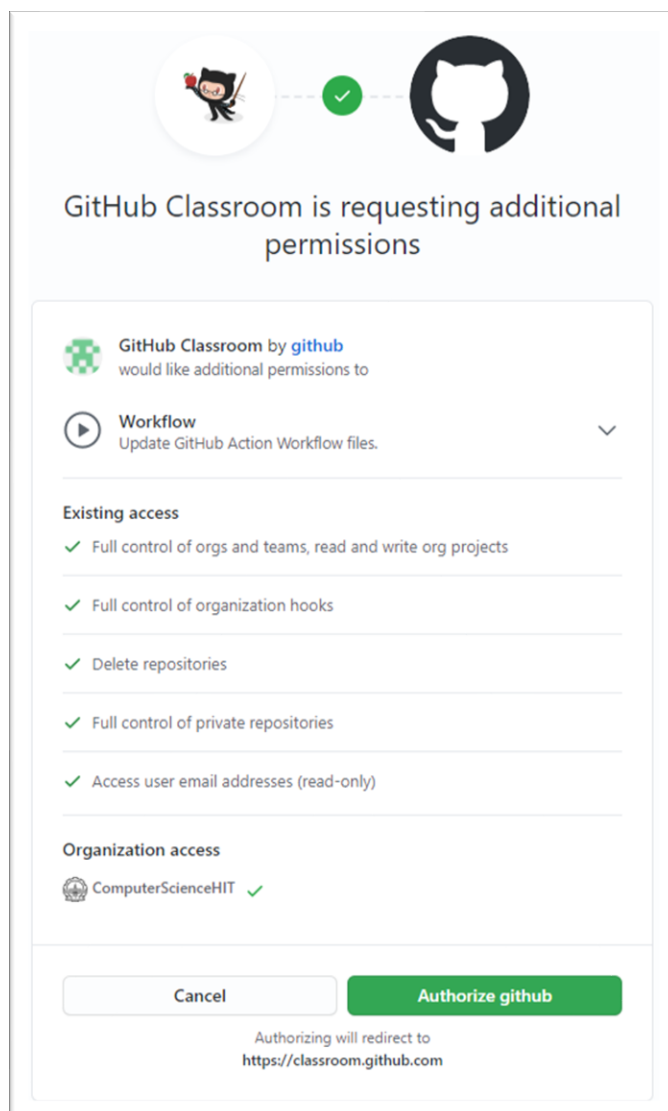 GitHub Classroom is requesting additional
permissions
GitHub Classroom by github
would like additional permissions to
Workflow
Update GitHub Action Workflow files.
Existing access
Full control of orgs and teams, read and write org projects
Full control of organization hooks
Delete repositories
Full control of private repositories
Access user email addresses (read-only)
Organization access
ComputerScienceHIT
Cancel
Authorize github
Authorizing will redirect to
https://classroom.github.com